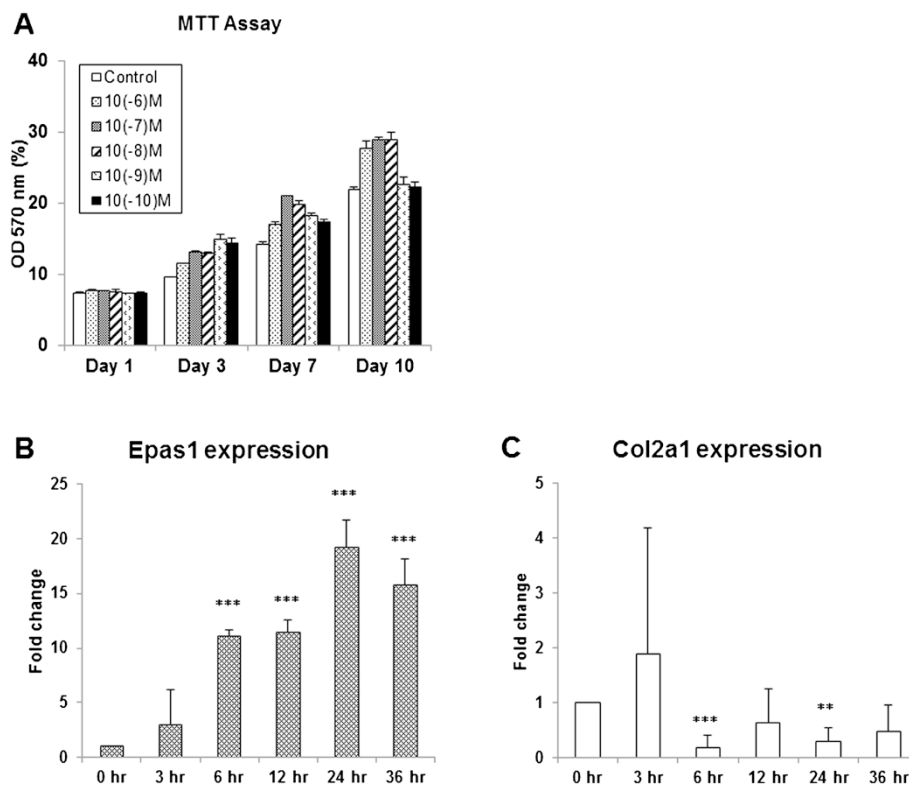 A
MTT Assay
40
30
20
10
0
OD 570 nm (%)
Control
10(-6)M
10(-7)M
10(-8)M
10(-9)M
10(-10)M
Day 1 Day 3 Day 7 Day 10
B
Epas1 expression
25
20
15
10
5
0
Fold change
***
***
***
***
0 hr 3 hr 6 hr 12 hr 24 hr 36 hr
C
Col2a1 expression
5
4
3
2
1
0
Fold change
***
**
0 hr 3 hr 6 hr 12 hr 24 hr 36 hr